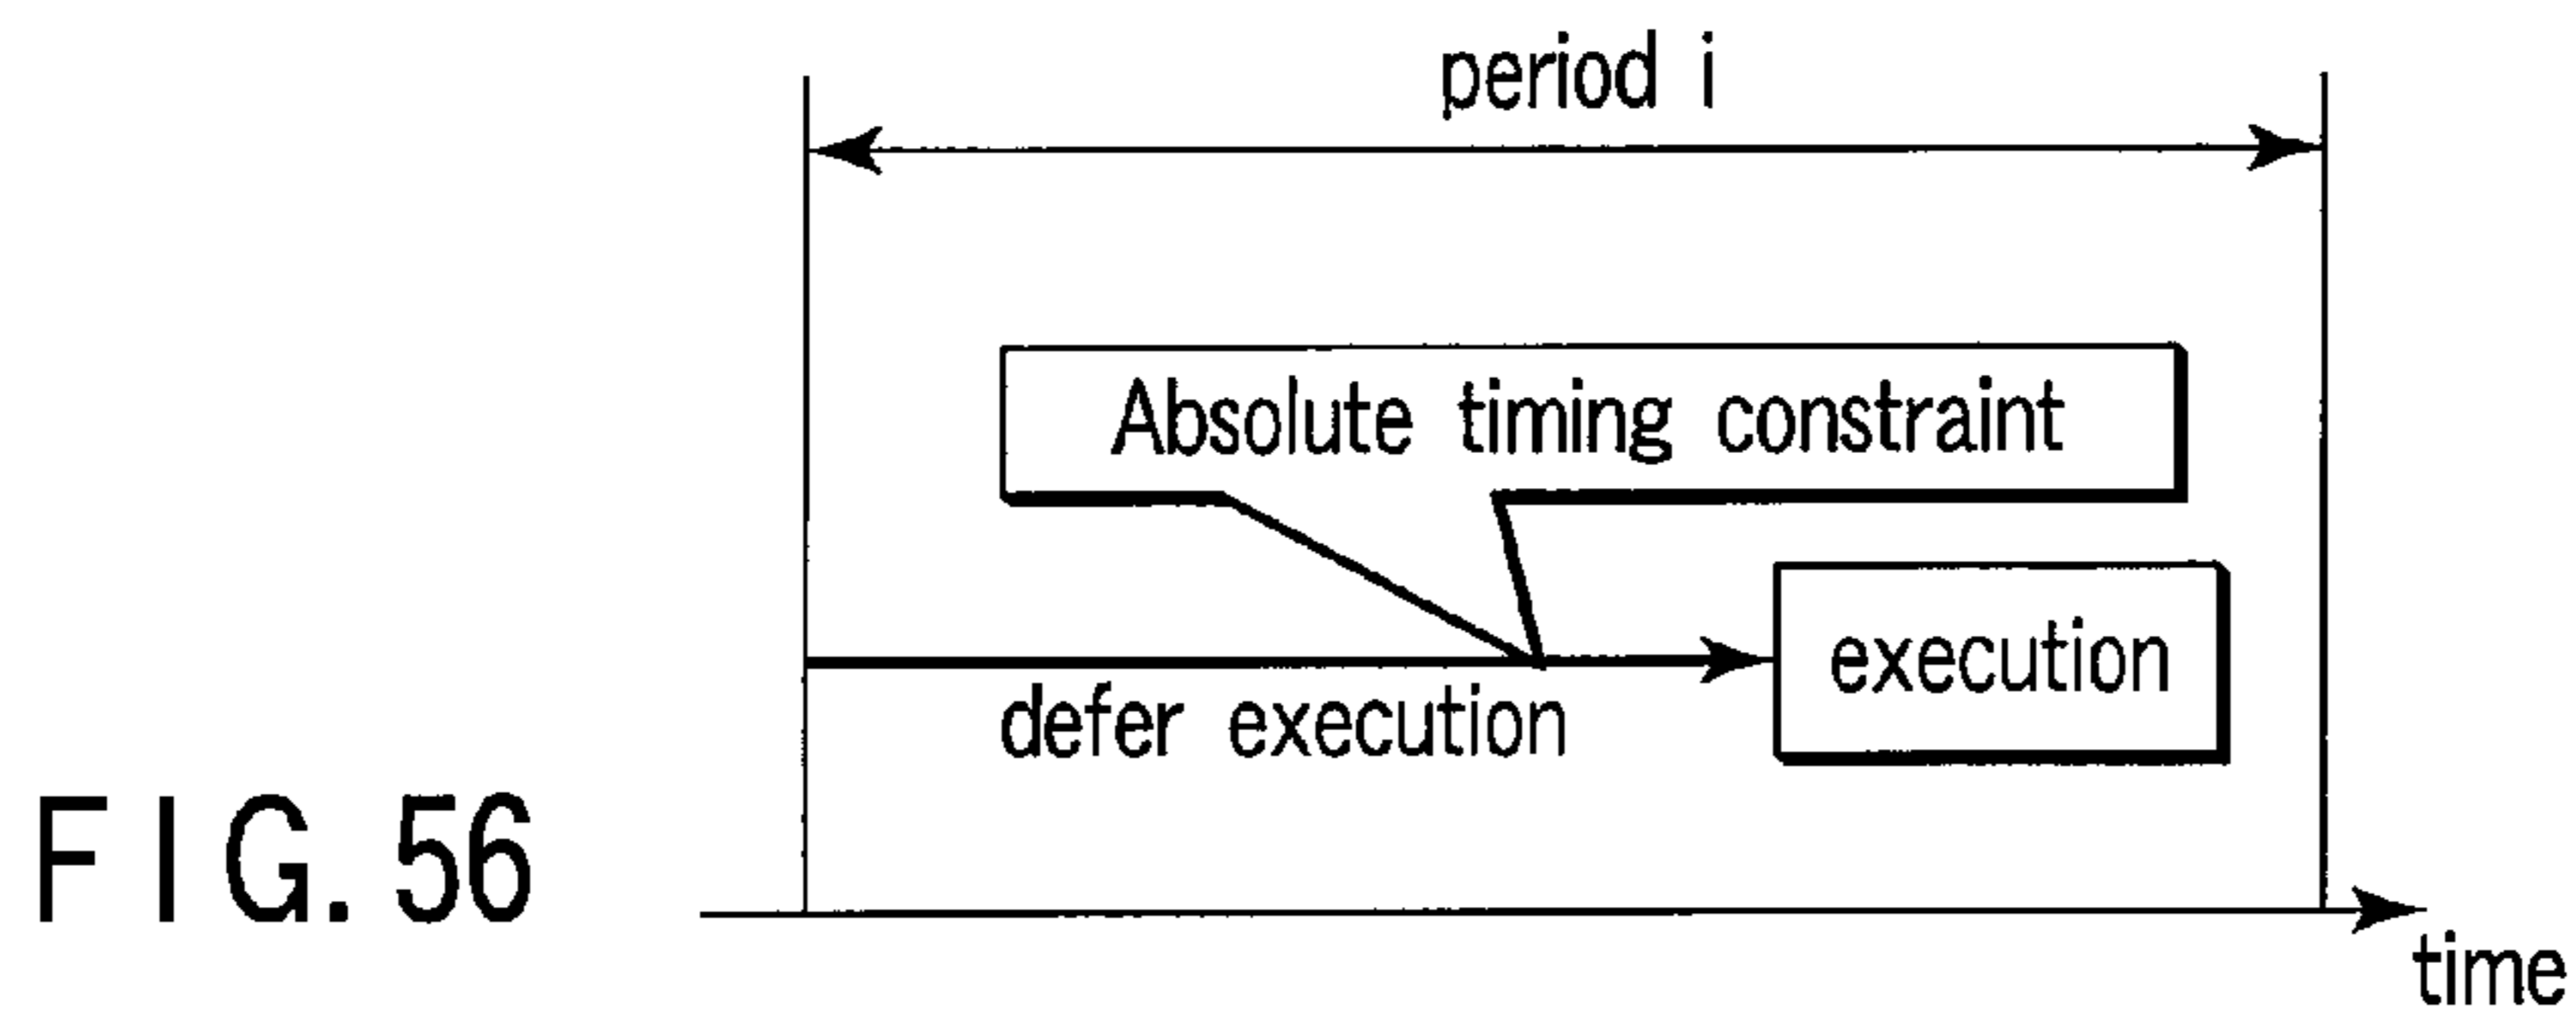 period i
Absolute timing constraint
execution
defer execution
FIG. 56
time